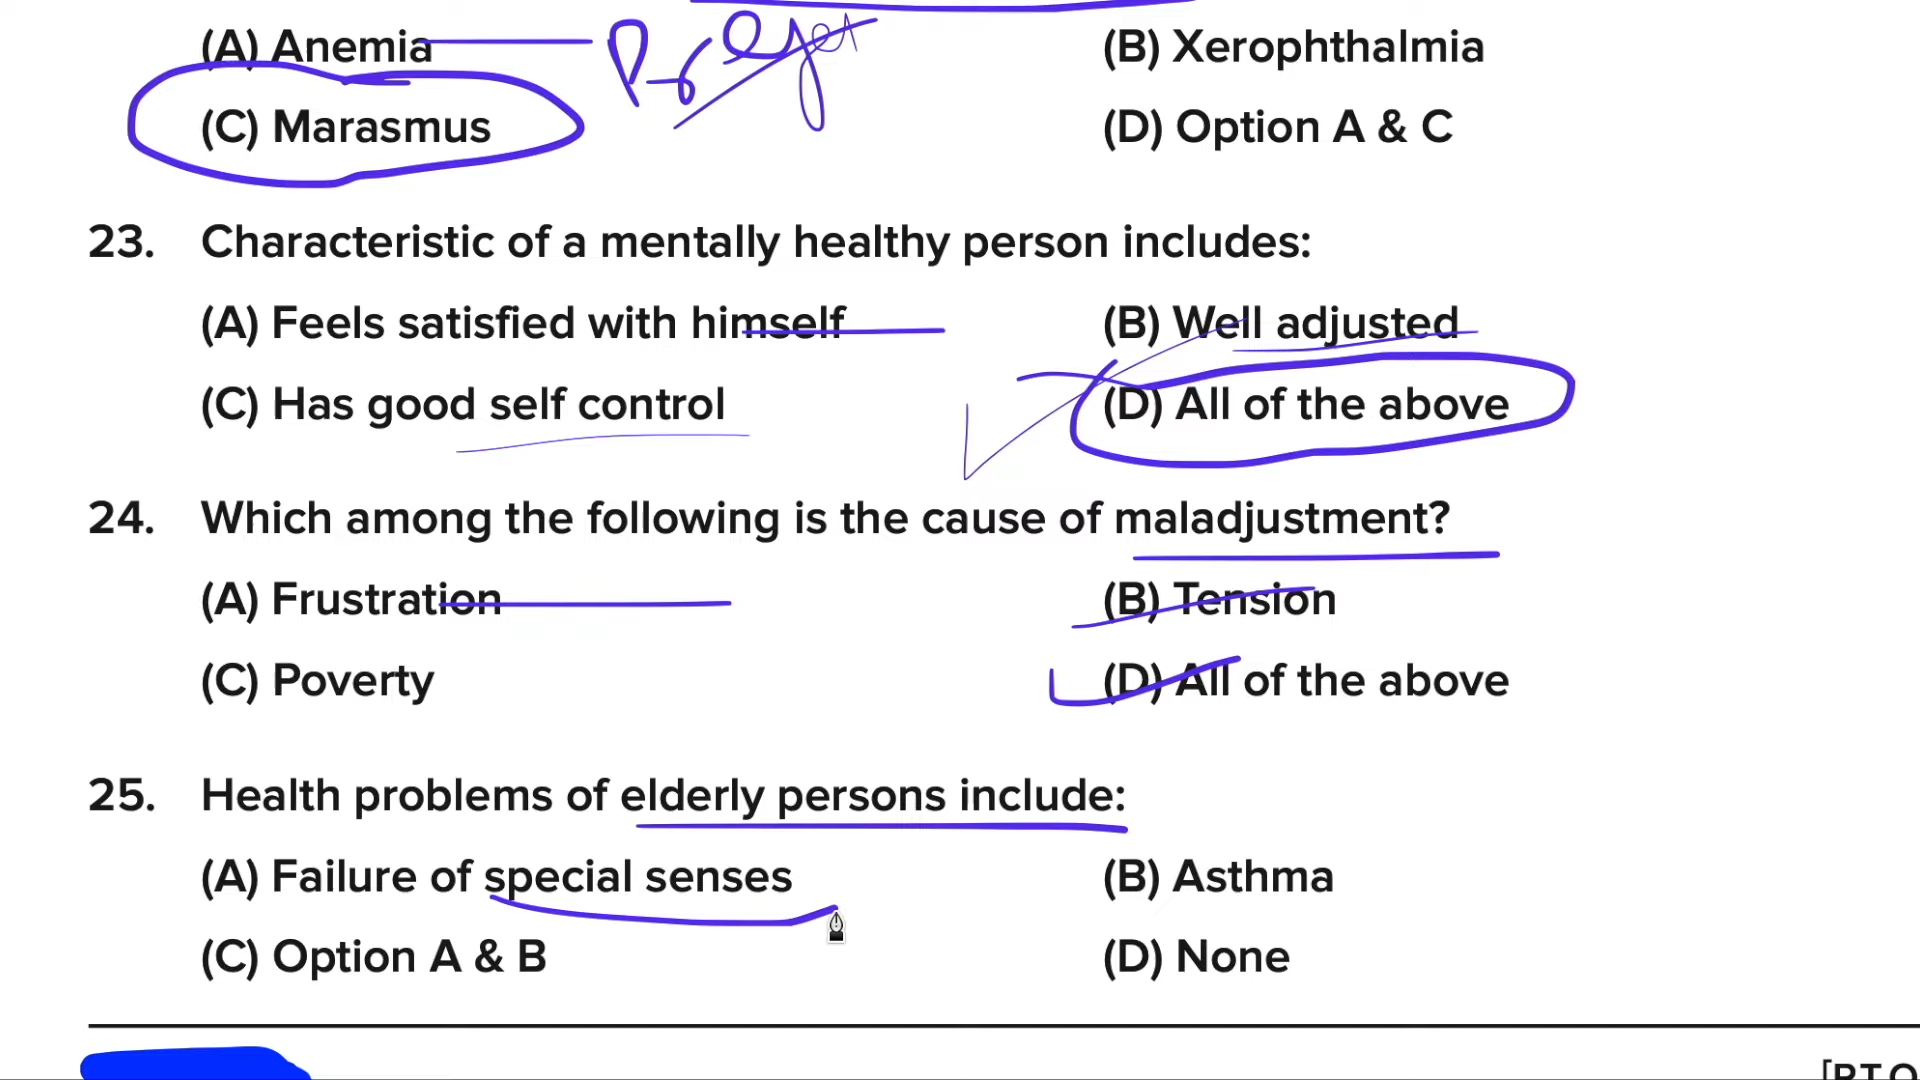 (A) Anemia (B) Xerophthalmia
(C) Marasmus (D) Option A & C
23. Characteristic of a mentally healthy person includes:
(A) Feels satisfied with himself (B) Well adjusted
(C) Has good self control (D) All of the above
24. Which among the following is the cause of maladjustment?
(A) Frustration (B) Tension
(C) Poverty (D) All of the above
25. Health problems of elderly persons include:
(A) Failure of special senses (B) Asthma
(C) Option A & B (D) None